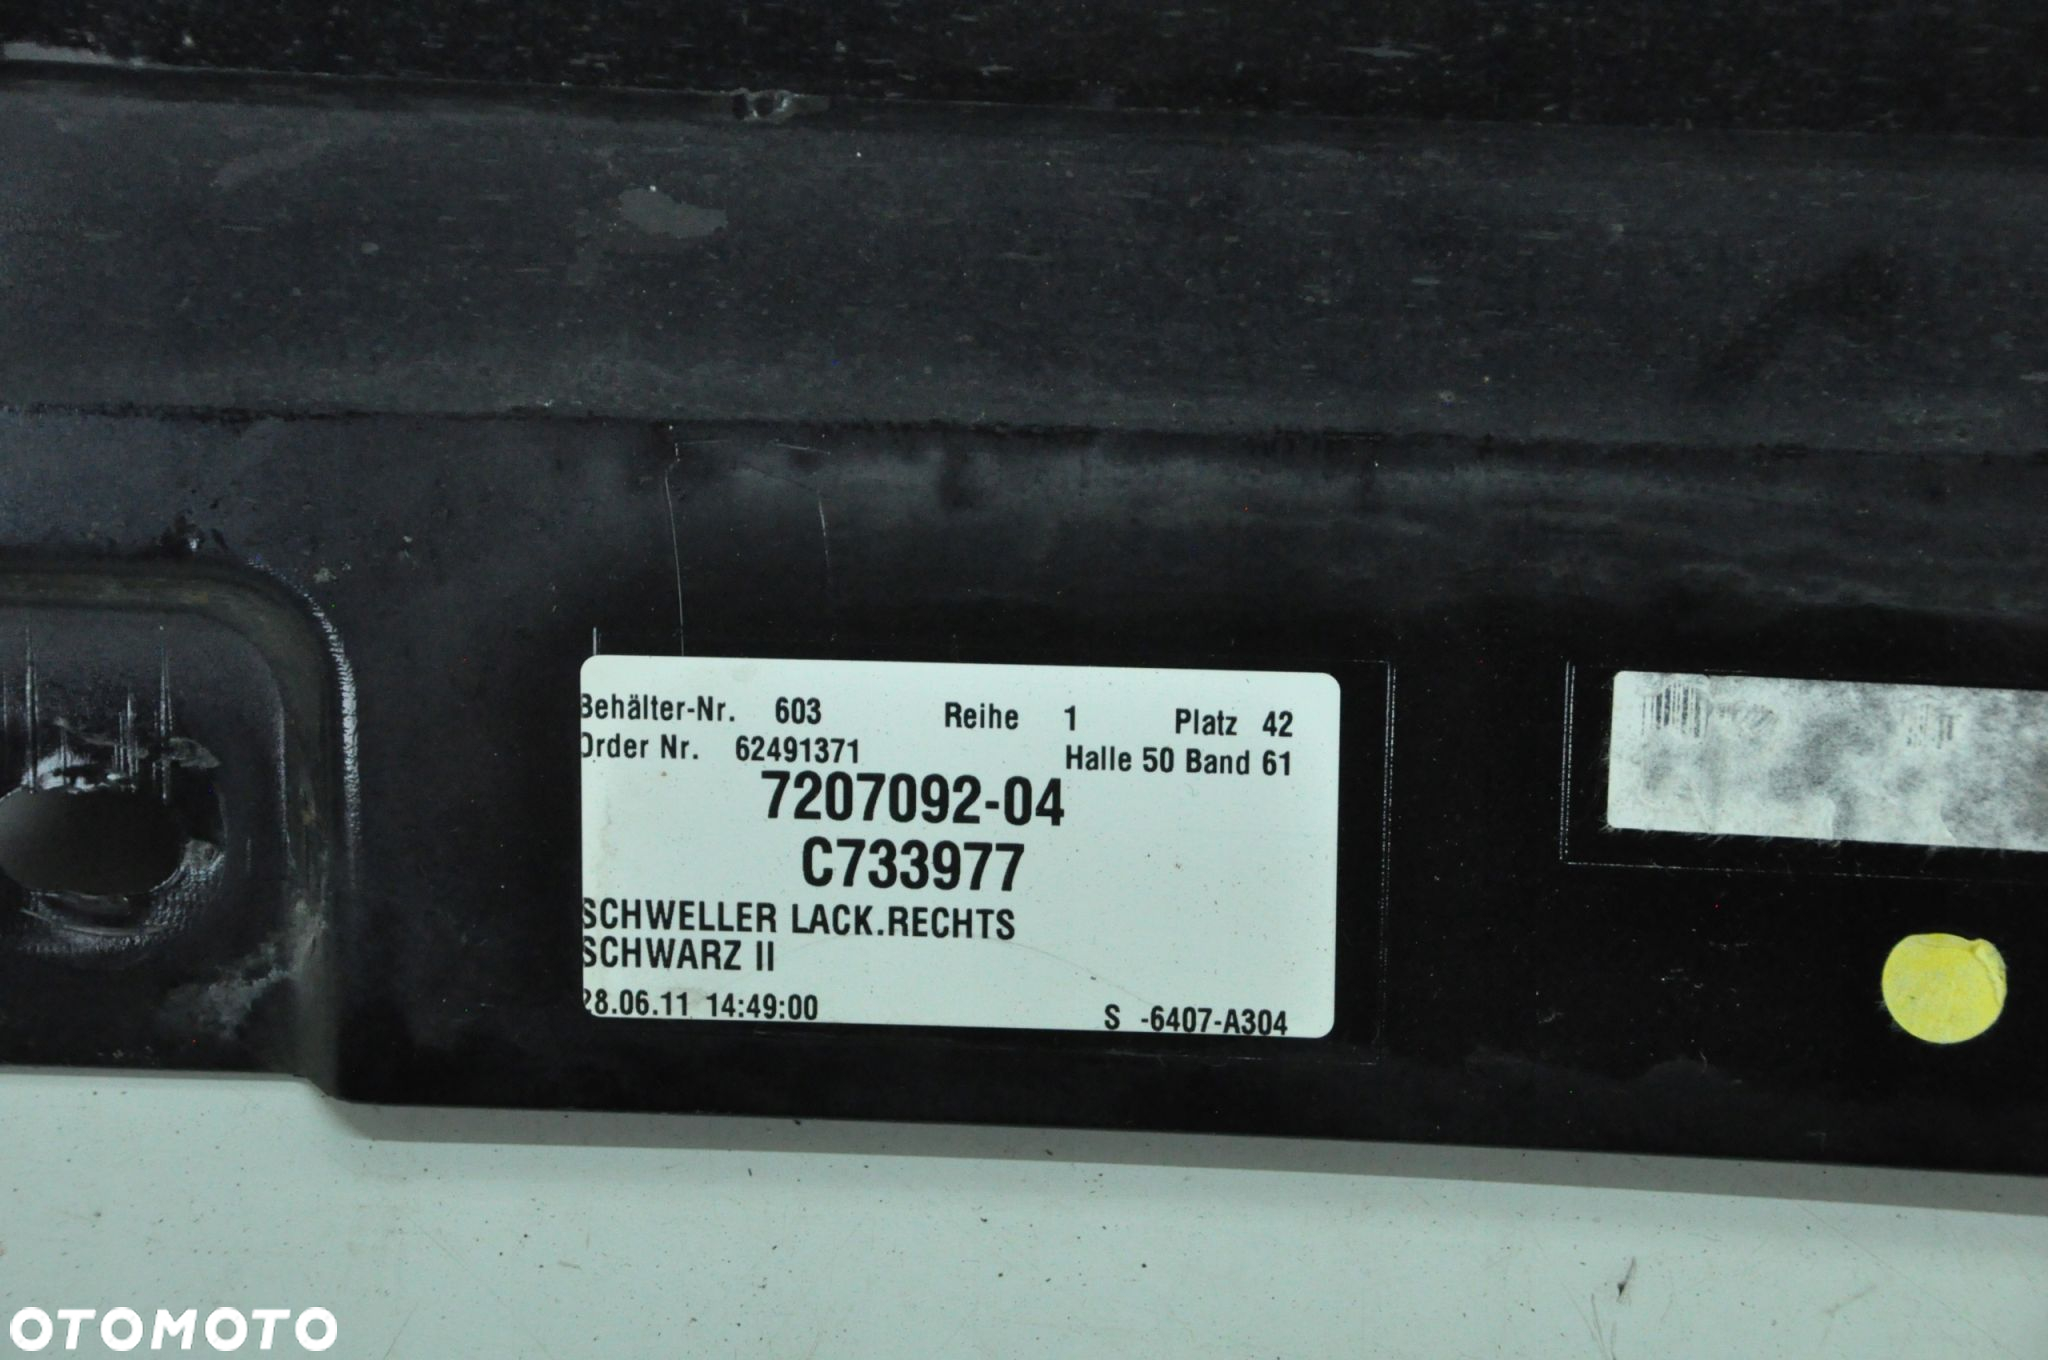 Behälter-Nr. 603 Reihe 1 Platz 42
Order Nr. 62491371 Halle 50 Band 61
7207092-04
C733977
SCHWELLER LACK.RECHTS
SCHWARZ II
28.06.11 14:49:00 S -6407-A304
OTOMOTO